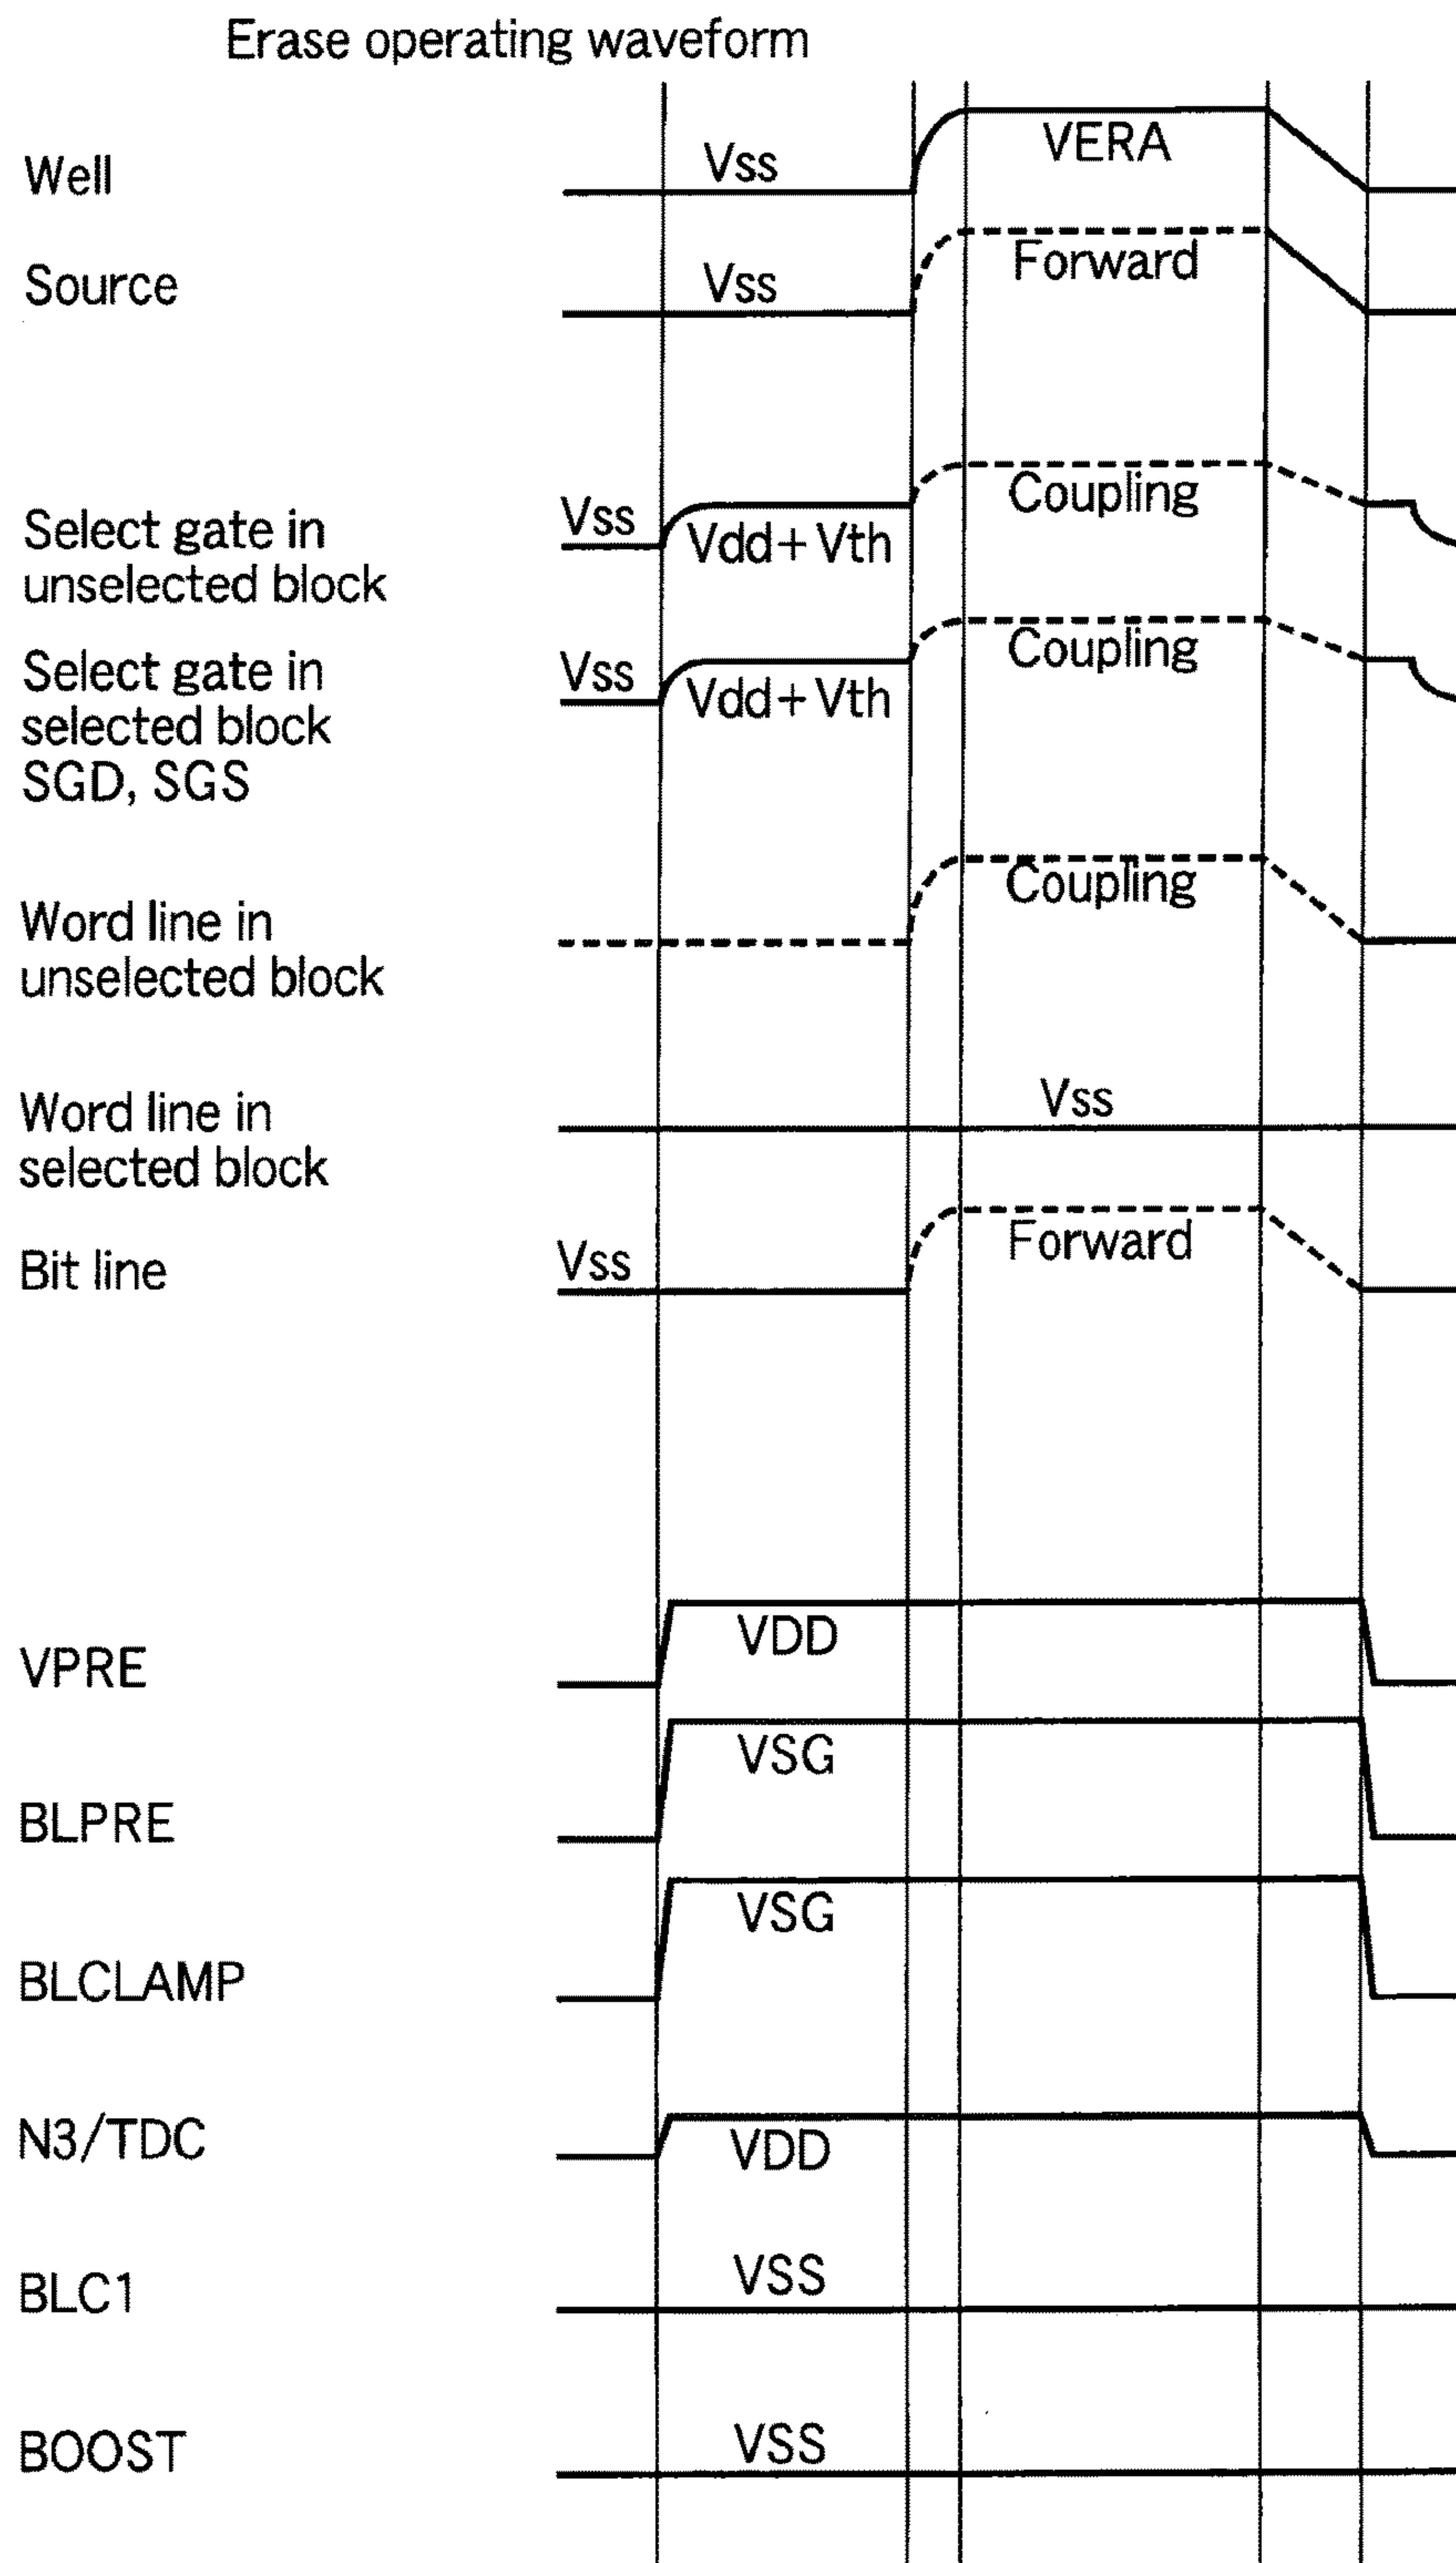 Erase operating waveform
Well
Vss
VERA
Source
Vss
Forward
Select gate in
unselected block
Vss
Vdd+Vth
Coupling
Select gate in
selected block
SGD, SGS
Vss
Vdd+Vth
Coupling
Word line in
unselected block
Coupling
Word line in
selected block
Vss
Bit line
Vss
Forward
VPRE
VDD
BLPRE
VSG
BLCLAMP
VSG
N3/TDC
VDD
BLC1
VSS
BOOST
VSS